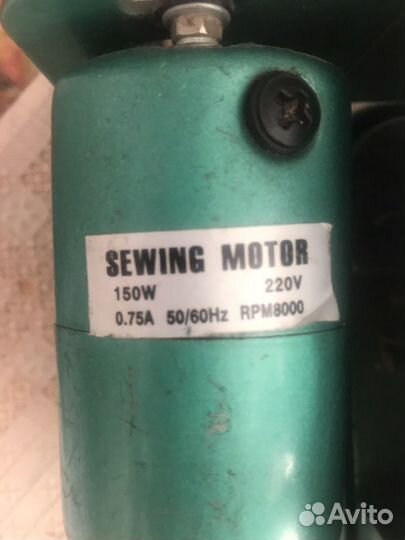 SEWING MOTOR
150W 220V
0.75A 50/60Hz RPM8000
Avito